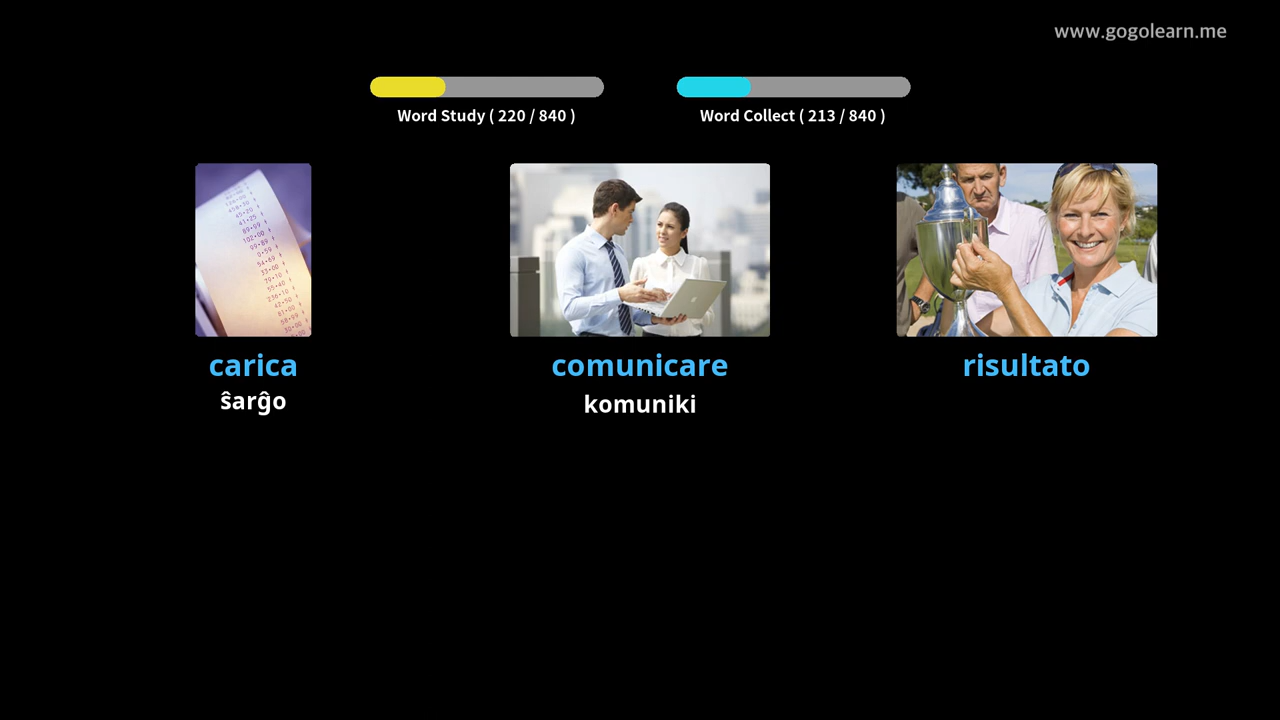 www.gogolearn.me
Word Study ( 220 / 840 )
Word Collect ( 213 / 840 )
carica
comunicare
risultato
ŝarĝo
komuniki